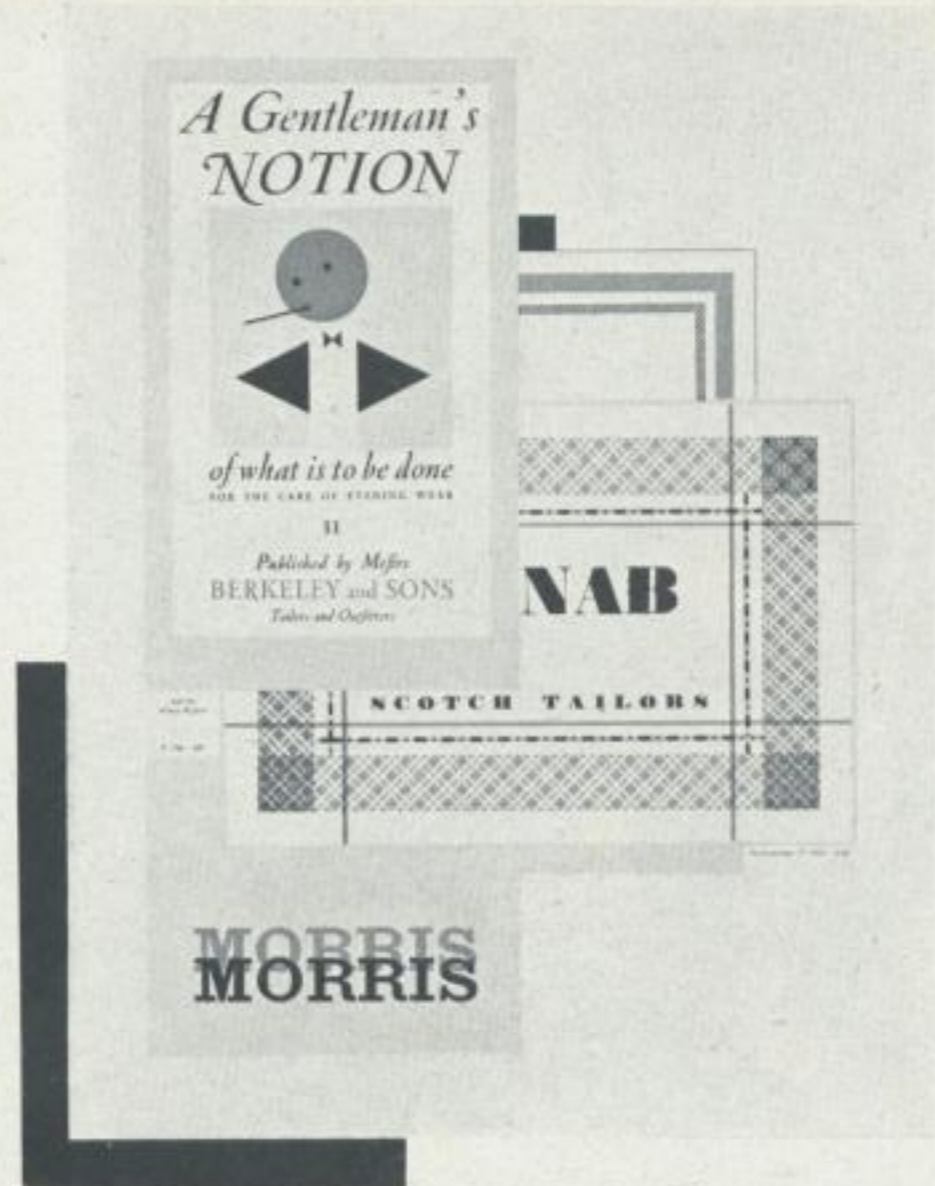 A Gentleman's
NOTION
of what is to be done
FOR THE CARE OF EVENING WEAR
II
Published by Meſsrs
BERKELEY and SONS
Tailors and Outfitters
NAB
SCOTCH TAILORS
MORRIS
MORRIS